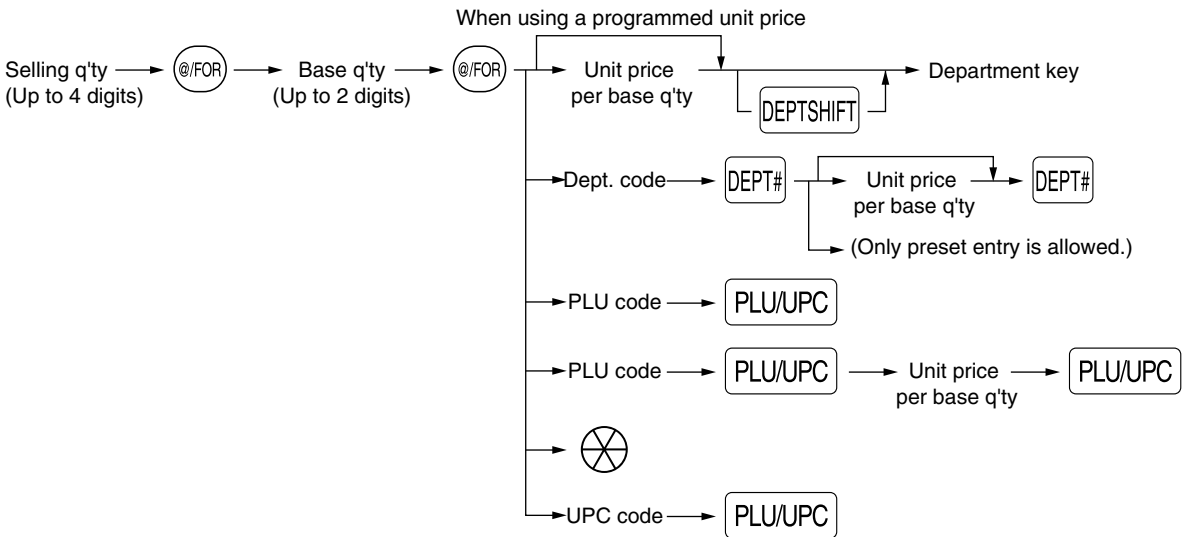 When using a programmed unit price
Selling q'ty
(Up to 4 digits)
@/FOR
Base q'ty
(Up to 2 digits)
@/FOR
Unit price
per base q'ty
DEPTSHIFT
Department key
Dept. code
DEPT#
Unit price
per base q'ty
DEPT#
(Only preset entry is allowed.)
PLU code
PLU/UPC
PLU code
PLU/UPC
Unit price
per base q'ty
PLU/UPC
UPC code
PLU/UPC